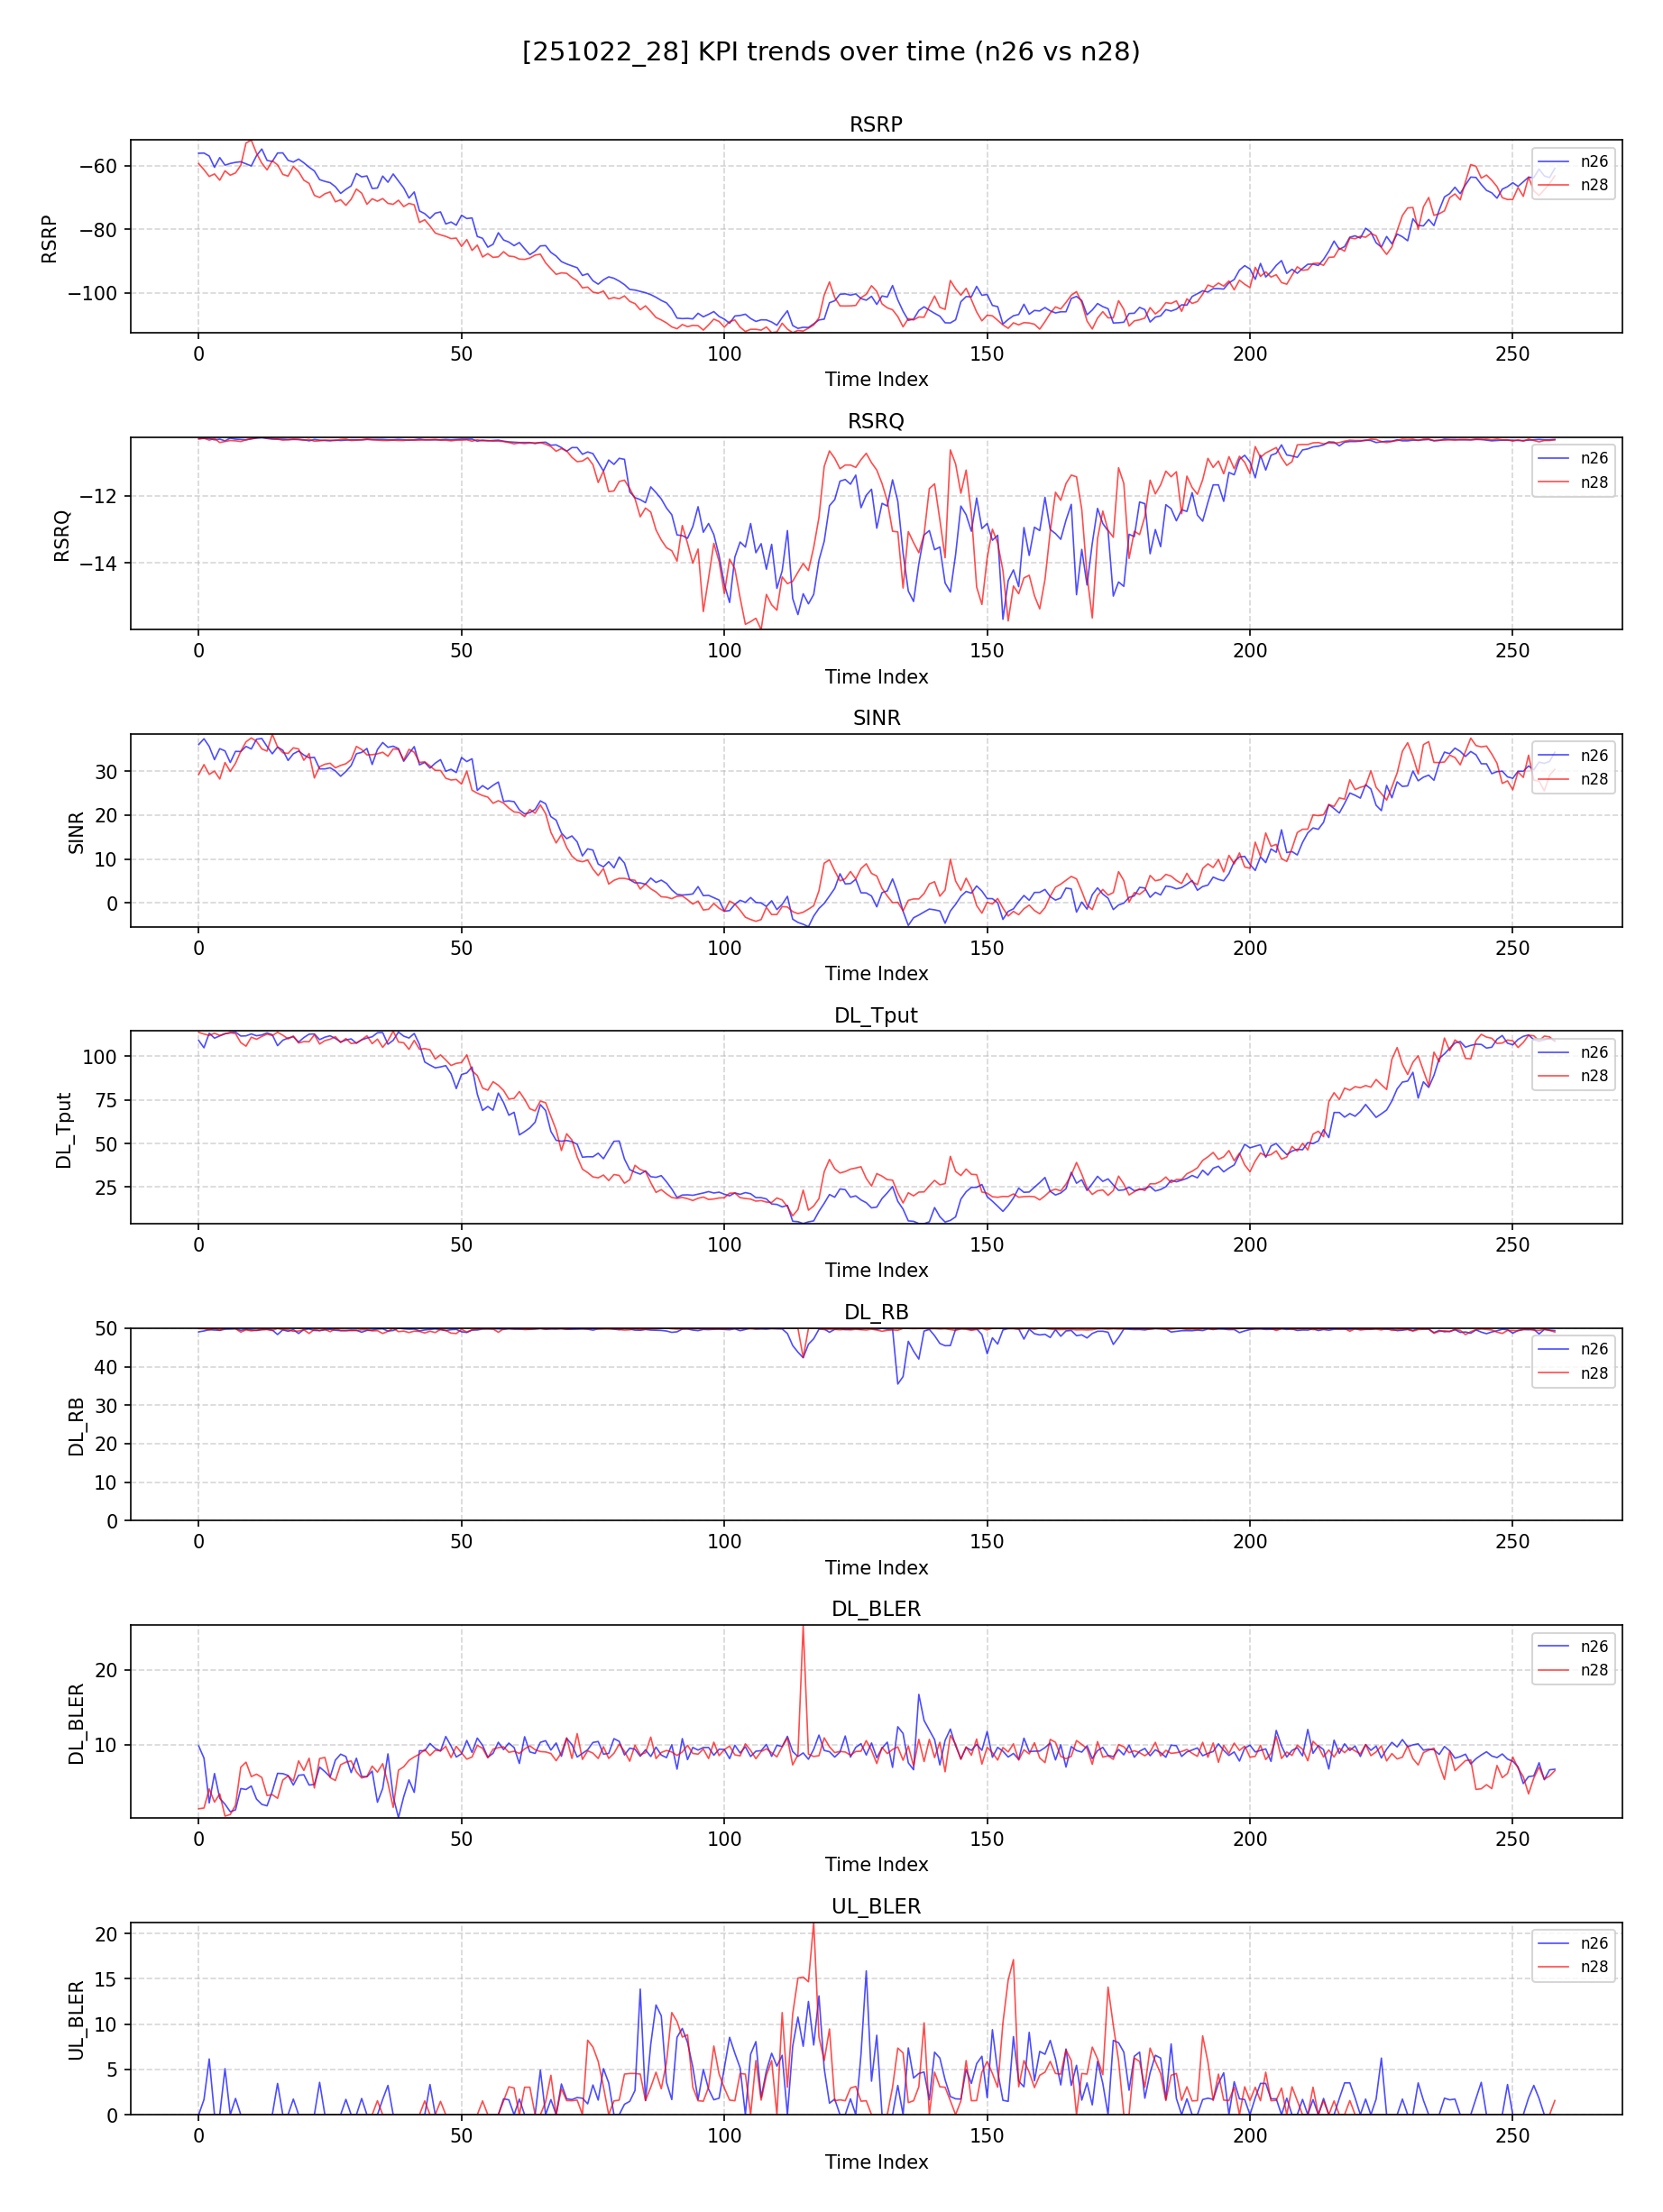 [251022_28] KPI trends over time (n26 vs n28)
RSRP
RSRP
−60
−80
−100
n26
n28
0 50 100 150 200 250
Time Index
RSRQ
RSRQ
−12
−14
n26
n28
0 50 100 150 200 250
Time Index
SINR
SINR
30
20
10
0
n26
n28
0 50 100 150 200 250
Time Index
DL_Tput
DL_Tput
100
75
50
25
n26
n28
0 50 100 150 200 250
Time Index
DL_RB
DL_RB
50
40
30
20
10
0
n26
n28
0 50 100 150 200 250
Time Index
DL_BLER
DL_BLER
20
10
n26
n28
0 50 100 150 200 250
Time Index
UL_BLER
UL_BLER
20
15
10
5
0
n26
n28
0 50 100 150 200 250
Time Index